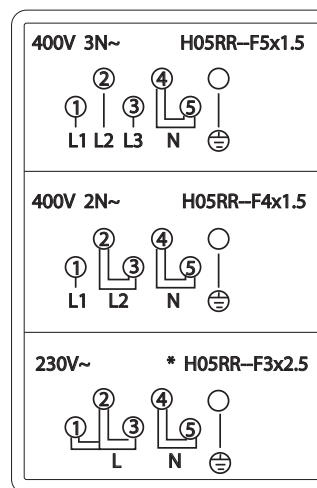 400V 3N~ H05RR--F5x1.5
2 4
1 3 5
L1 L2 L3 N
400V 2N~ H05RR--F4x1.5
2 4
1 3 5
L1 L2 N
230V~ * H05RR--F3x2.5
2 4
1 3 5
L N